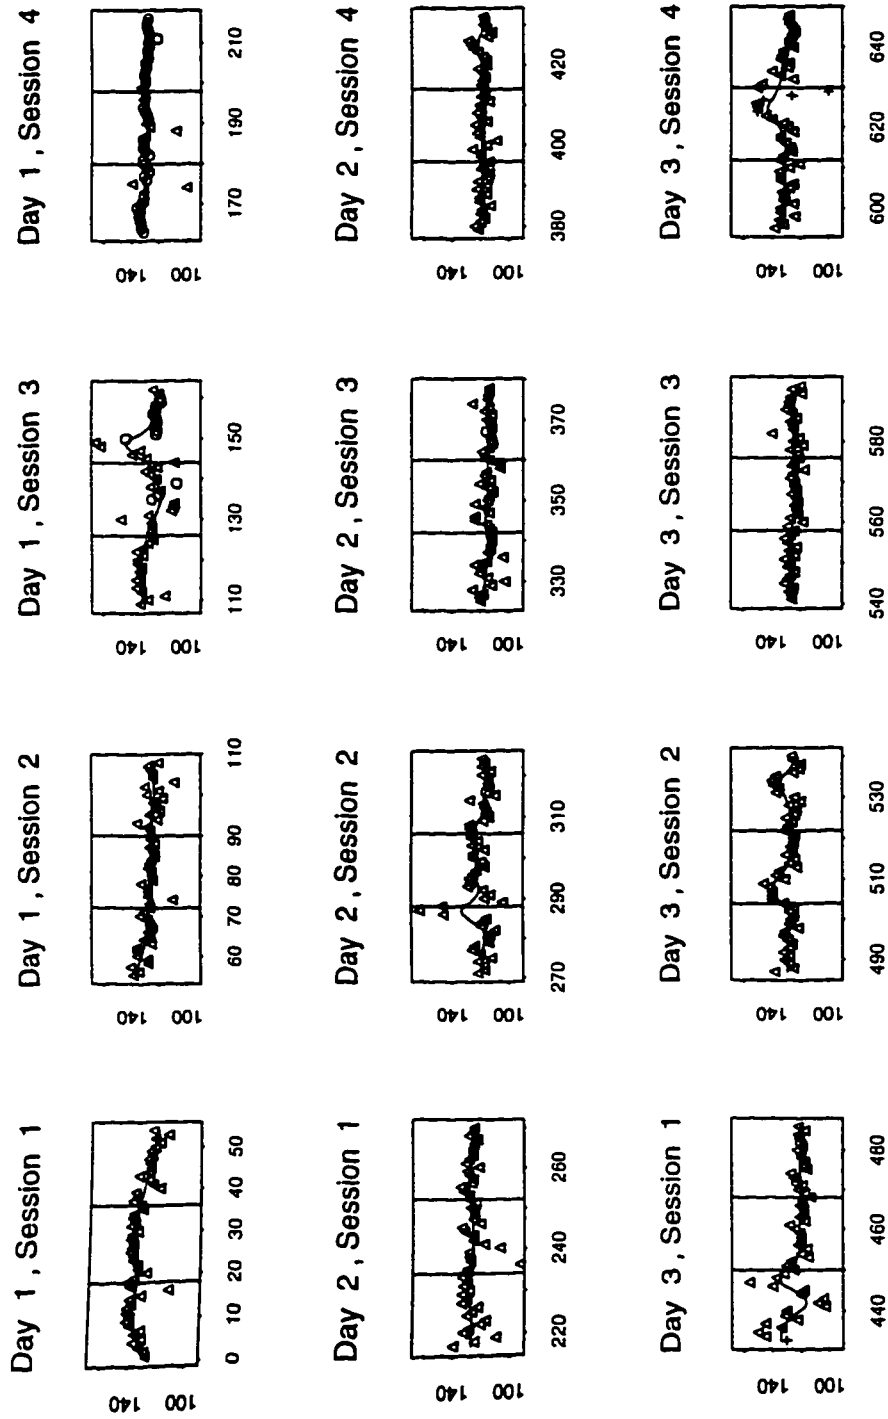 Day 1 , Session 1
140
100
0 10 20 30 40 50
Day 1 , Session 2
140
100
60 70 80 90 110
Day 1 , Session 3
140
100
110 130 150
Day 1 , Session 4
140
100
170 190 210
Day 2 , Session 1
140
100
220 240 260
Day 2 , Session 2
140
100
270 290 310
Day 2 , Session 3
140
100
330 350 370
Day 2 , Session 4
140
100
380 400 420
Day 3 , Session 1
140
100
440 460 480
Day 3 , Session 2
140
100
490 510 530
Day 3 , Session 3
140
100
540 560 580
Day 3 , Session 4
140
100
600 620 640